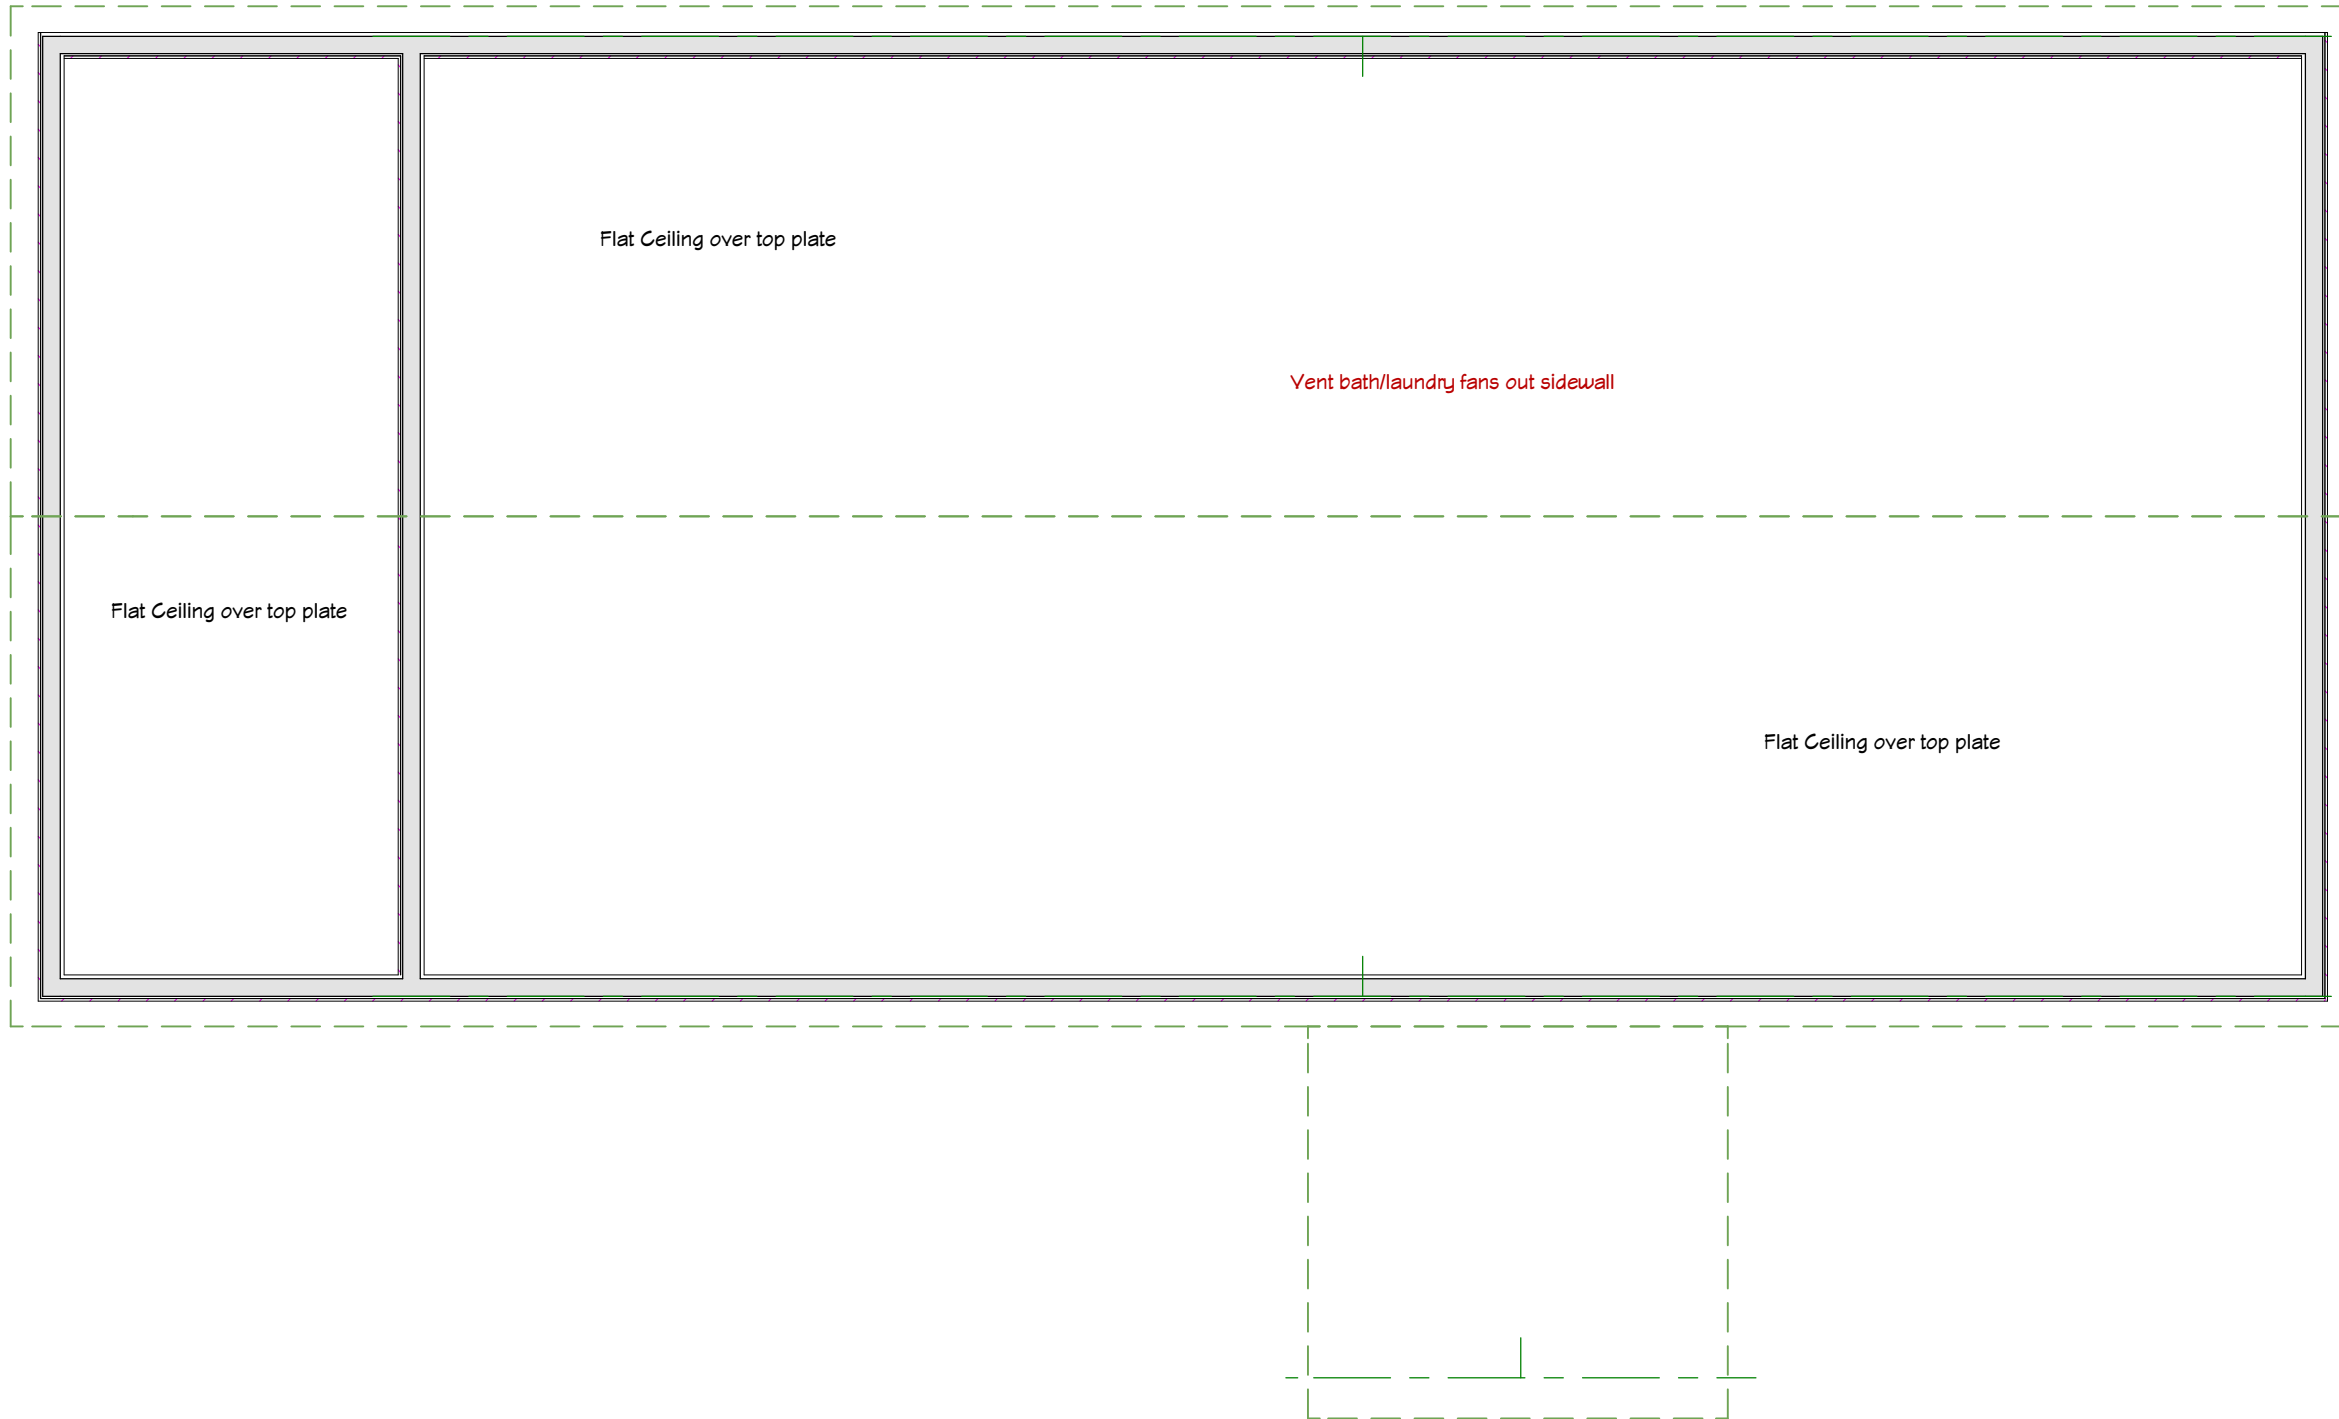 Flat Ceiling over top plate
Vent bath/laundry fans out sidewall
Flat Ceiling over top plate
Flat Ceiling over top plate